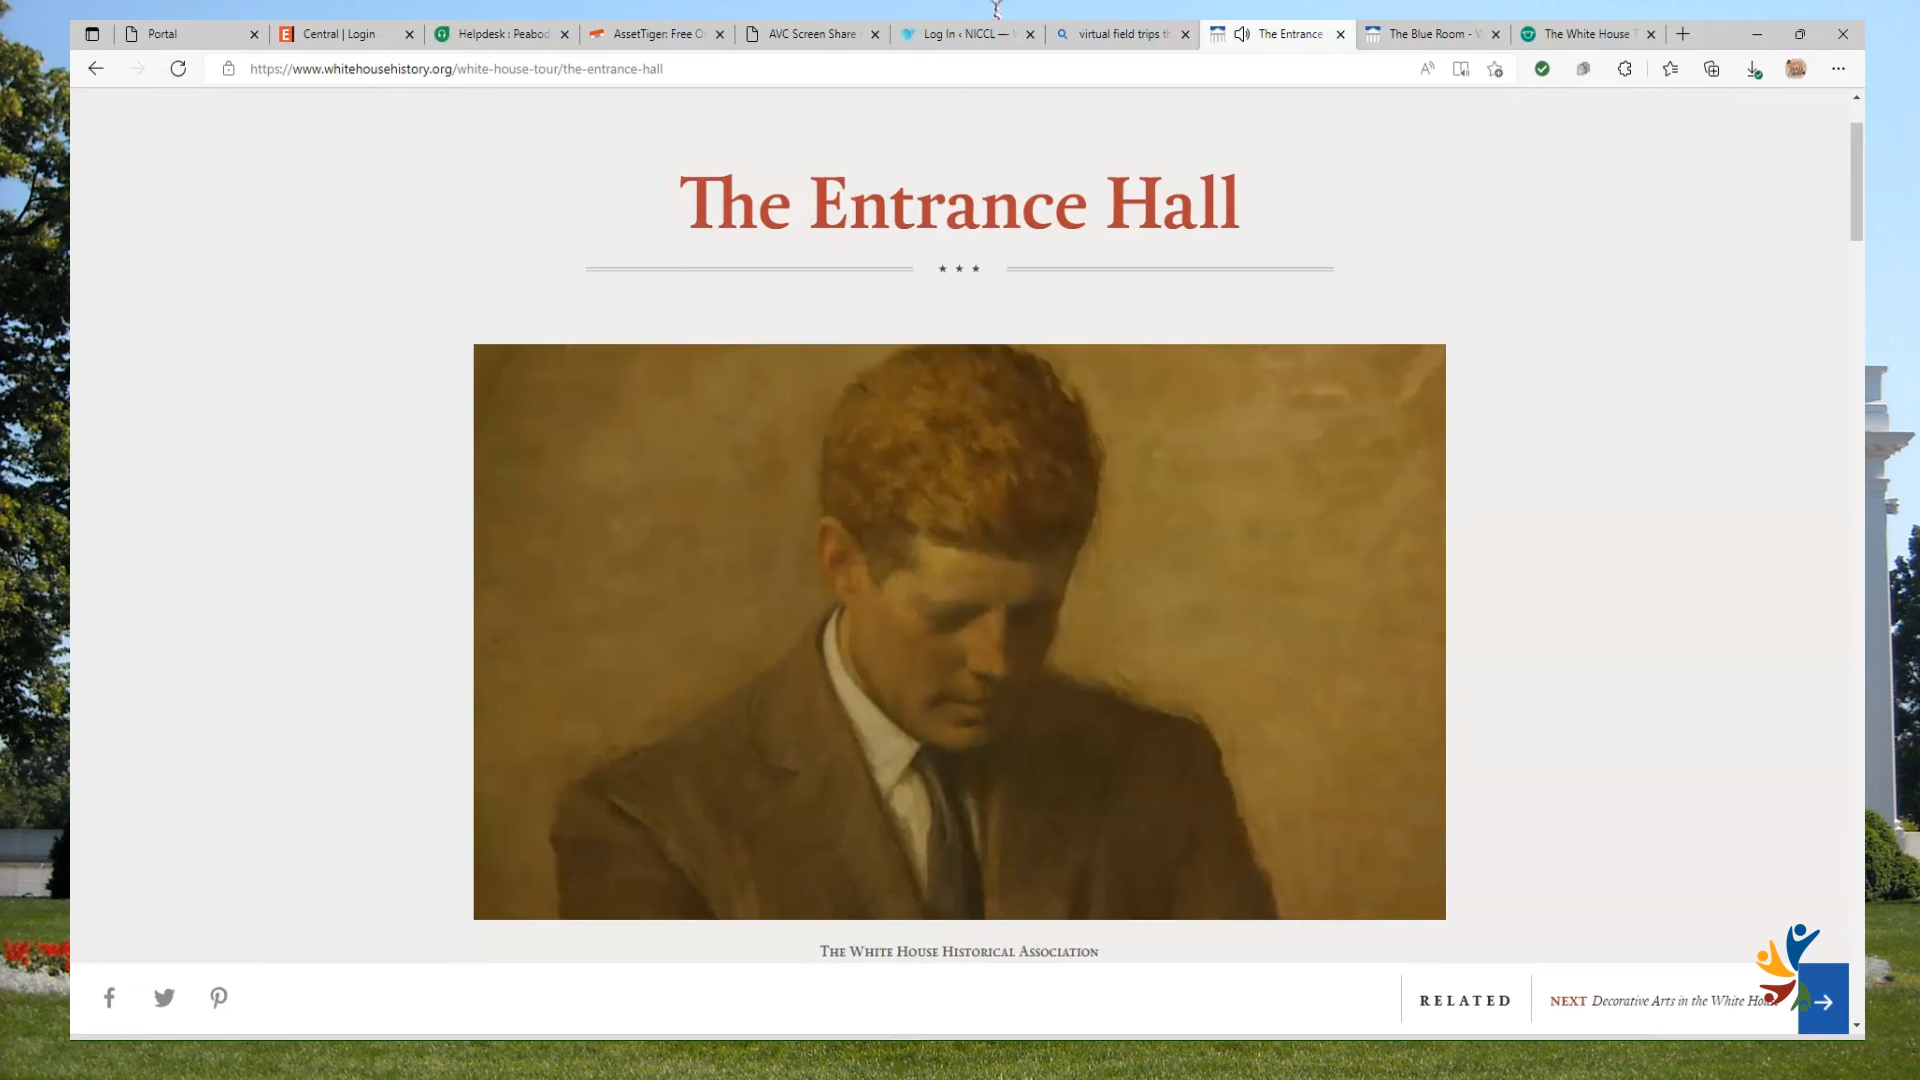 Portal
Central | Login
Helpdesk : Peabod
AssetTiger: Free O
AVC Screen Share
Log In ‹ NICCL —
virtual field trips th
The Entrance
The Blue Room -
The White House T
https://www.whitehousehistory.org/white-house-tour/the-entrance-hall
The Entrance Hall
The White House Historical Association
RELATED
NEXT Decorative Arts in the White